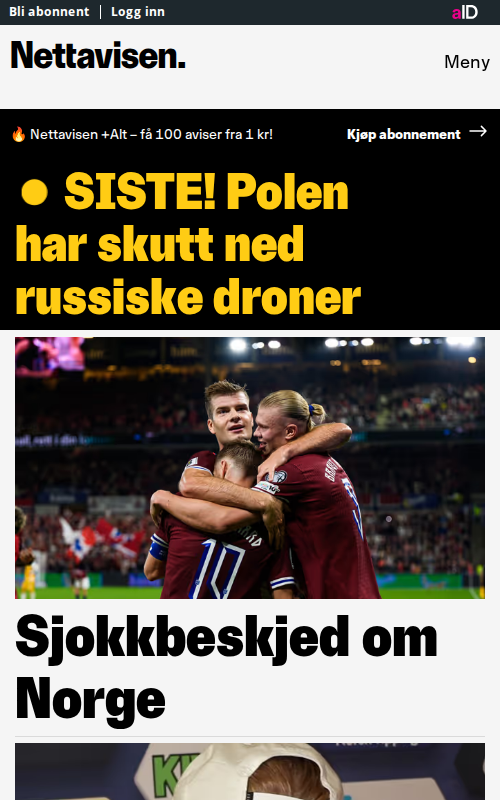 Bli abonnent | Logg inn
aID
Nettavisen.
Meny
🔥 Nettavisen +Alt – få 100 aviser fra 1 kr!
Kjøp abonnement →
● SISTE! Polen
har skutt ned
russiske droner
10
Sjokkbeskjed om
Norge